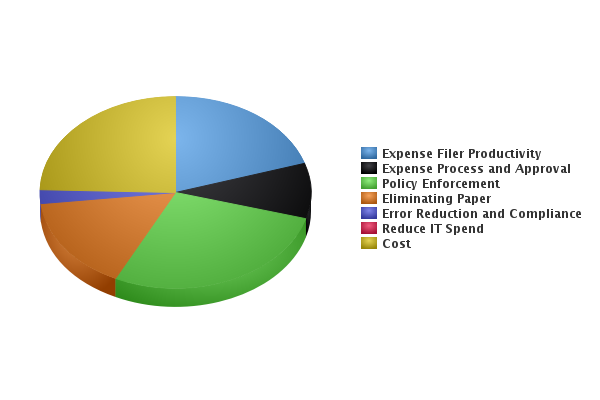 Expense Filer Productivity
Expense Process and Approval
Policy Enforcement
Eliminating Paper
Error Reduction and Compliance
Reduce IT Spend
Cost